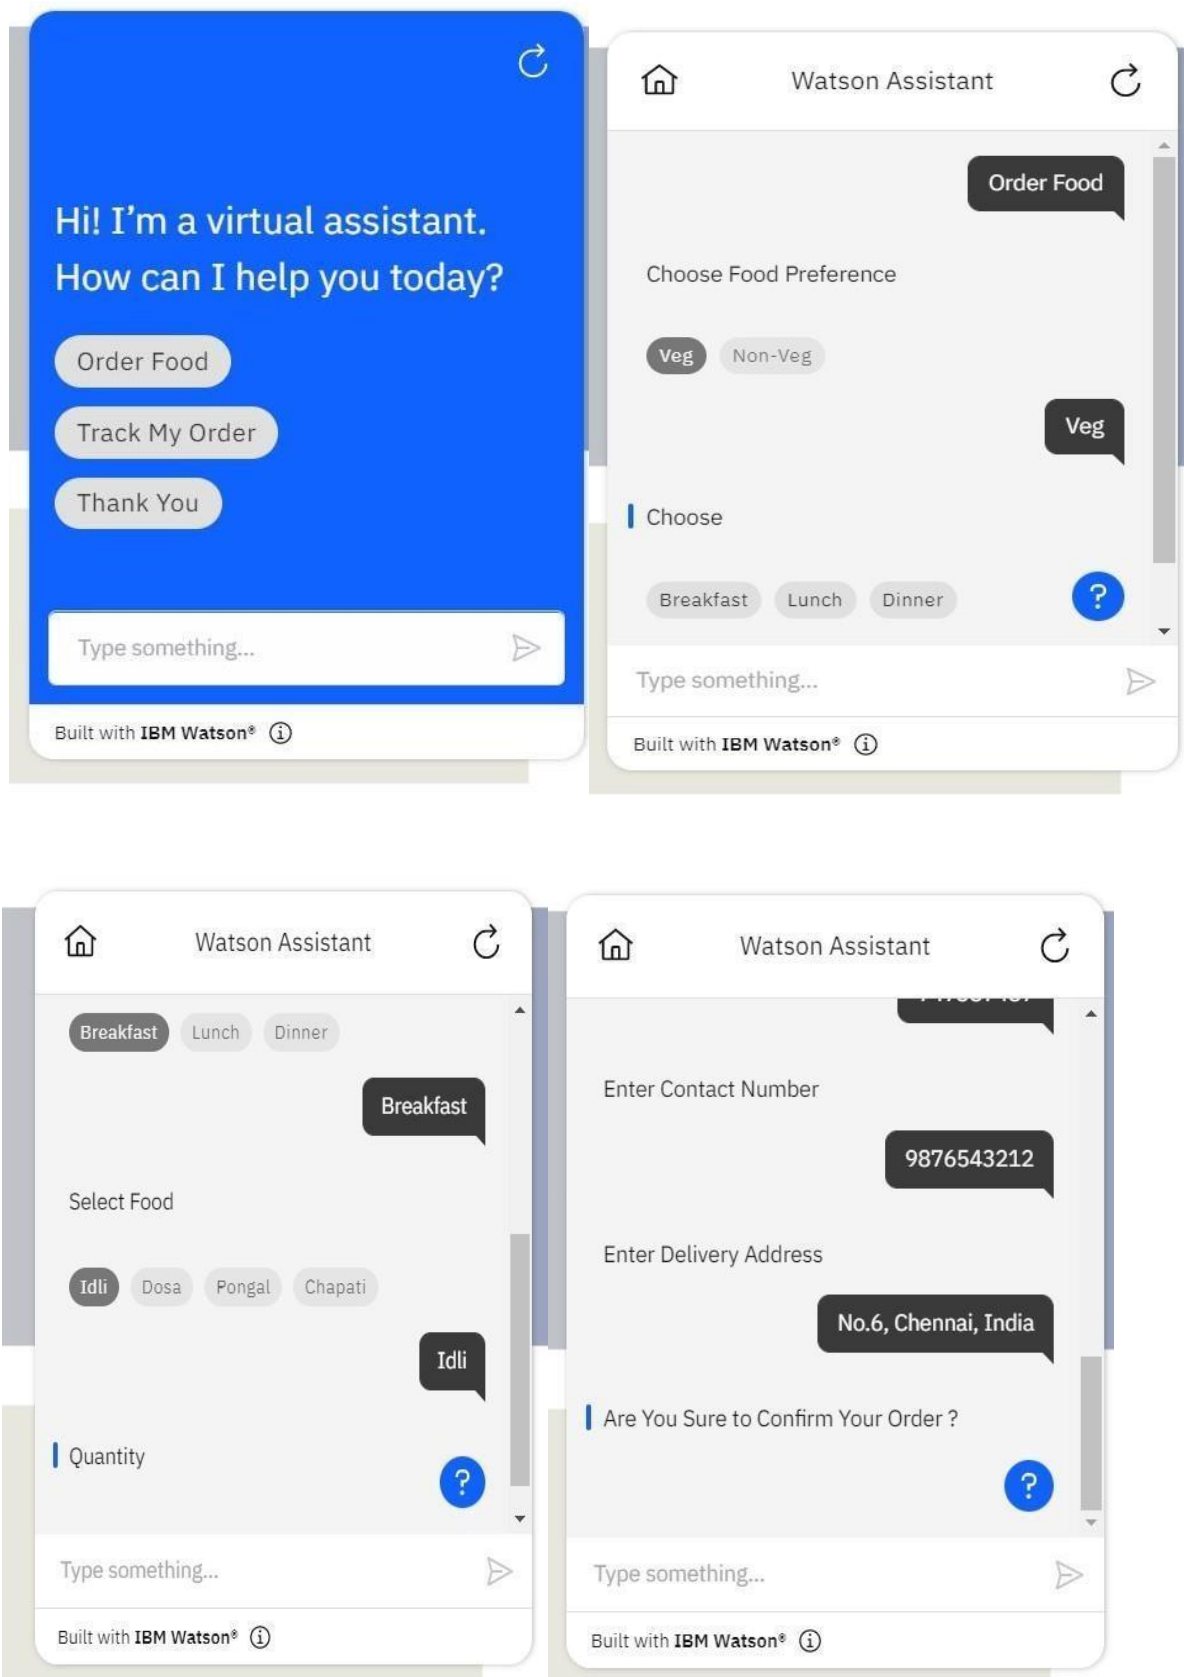 Hi! I'm a virtual assistant.
How can I help you today?
Order Food
Track My Order
Thank You
Type something...
Built with IBM Watson®
Watson Assistant
Order Food
Choose Food Preference
Veg Non-Veg
Veg
Choose
Breakfast Lunch Dinner
?
Type something...
Built with IBM Watson®
Watson Assistant
Breakfast Lunch Dinner
Breakfast
Select Food
Idli Dosa Pongal Chapati
Idli
Quantity
?
Type something...
Built with IBM Watson®
Watson Assistant
Enter Contact Number
9876543212
Enter Delivery Address
No.6, Chennai, India
Are You Sure to Confirm Your Order ?
?
Type something...
Built with IBM Watson®